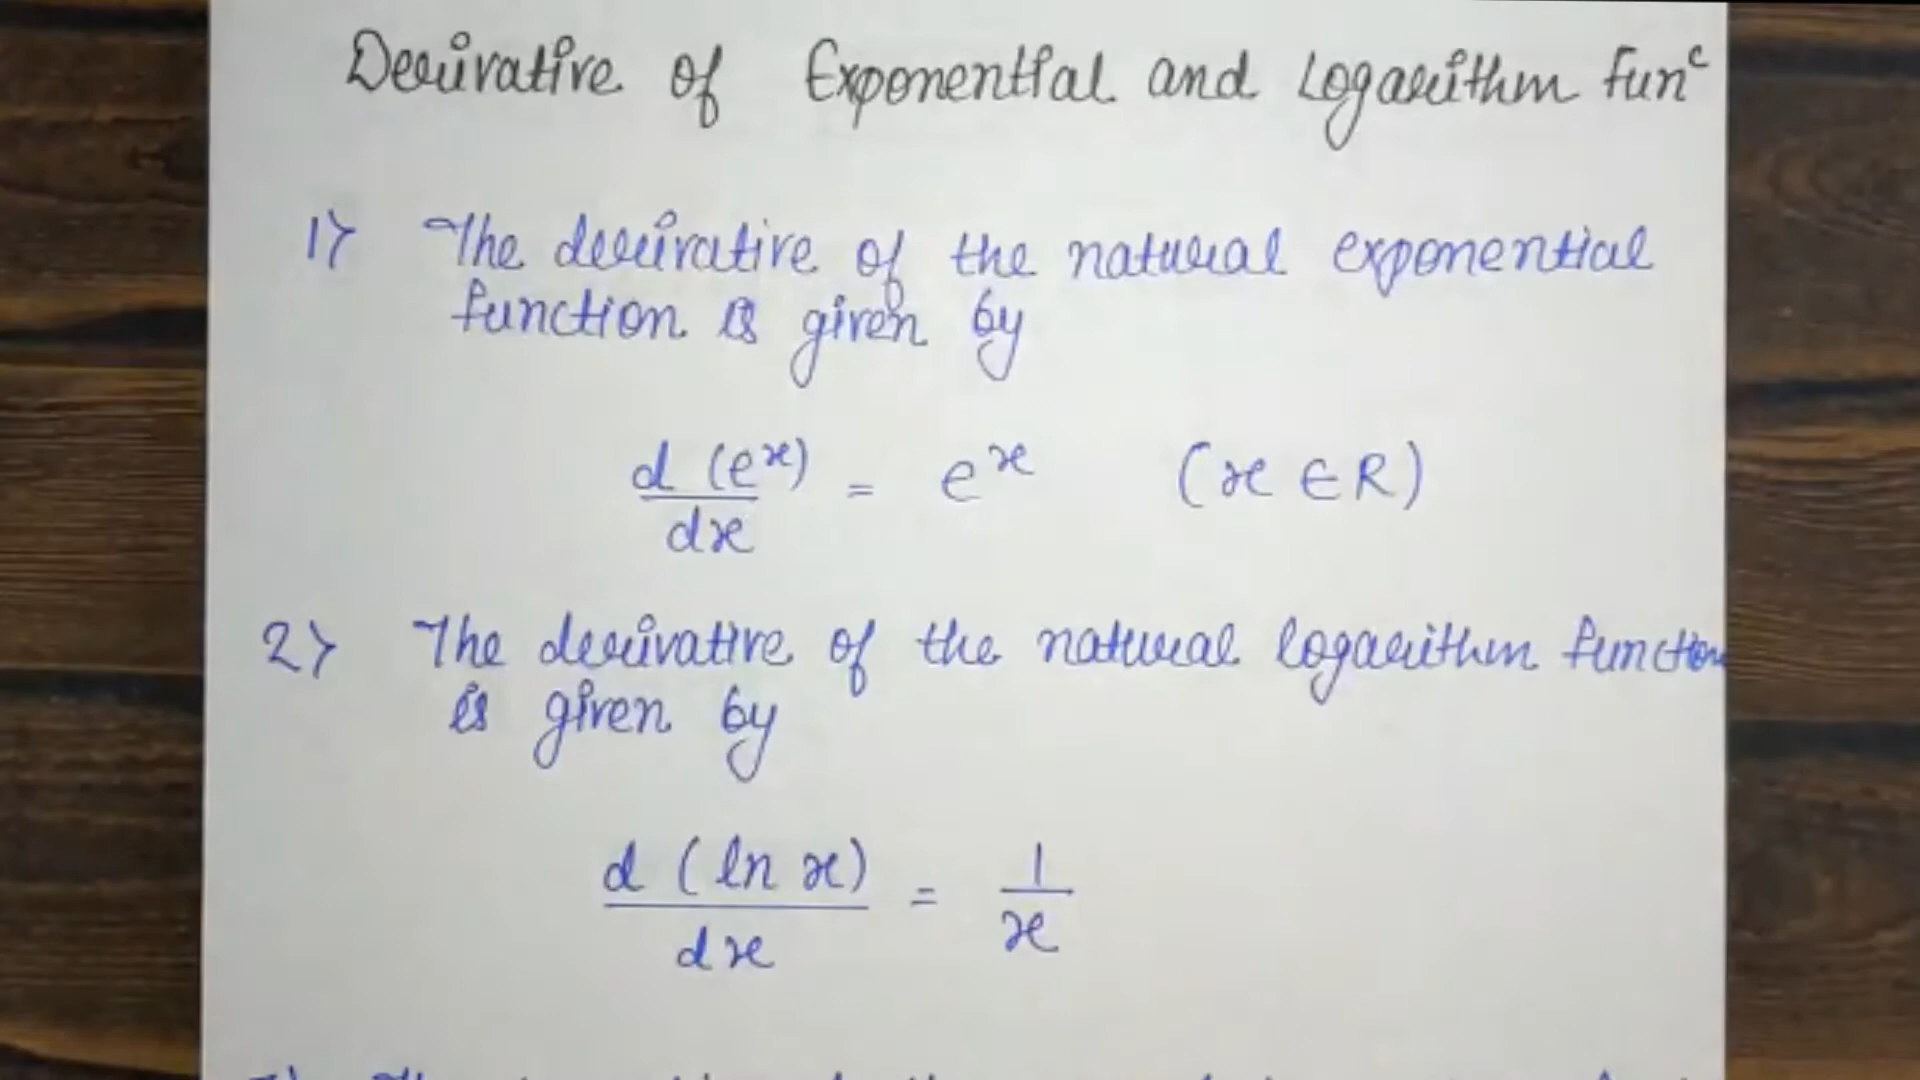 Derivative of Exponential and Logarithm funᶜ
1) The derivative of the natural exponential
function is given by
d (eˣ) / dx = eˣ (x ∈ R)
2) The derivative of the natural logarithm function
is given by
d (ln x) / dx = 1 / x